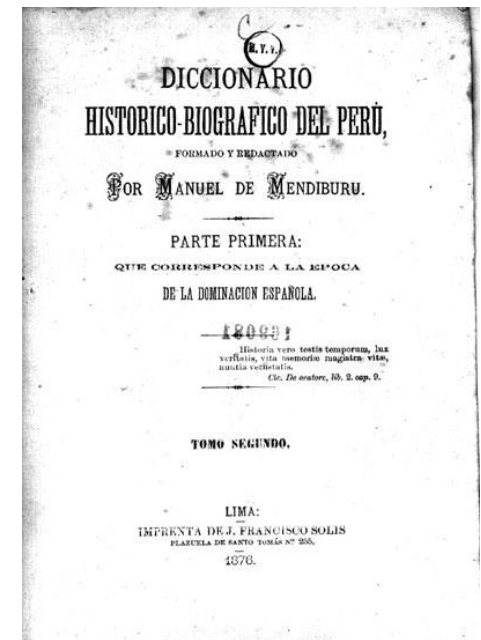 DICCIONARIO
HISTORICO-BIOGRAFICO DEL PERÚ,
FORMADO Y REDACTADO
POR MANUEL DE MENDIBURU.
PARTE PRIMERA:
QUE CORRESPONDE A LA EPOCA
DE LA DOMINACION ESPAÑOLA.
Historia vero testis temporum, lux
veritatis, vita memoriæ magistra vitæ,
nuntia vetustatis.
Cic. De oratore, lib. 2. cap. 9.
TOMO SEGUNDO.
LIMA:
IMPRENTA DE J. FRANCISCO SOLIS
PLAZUELA DE SANTO TOMÁS Nº
1876.